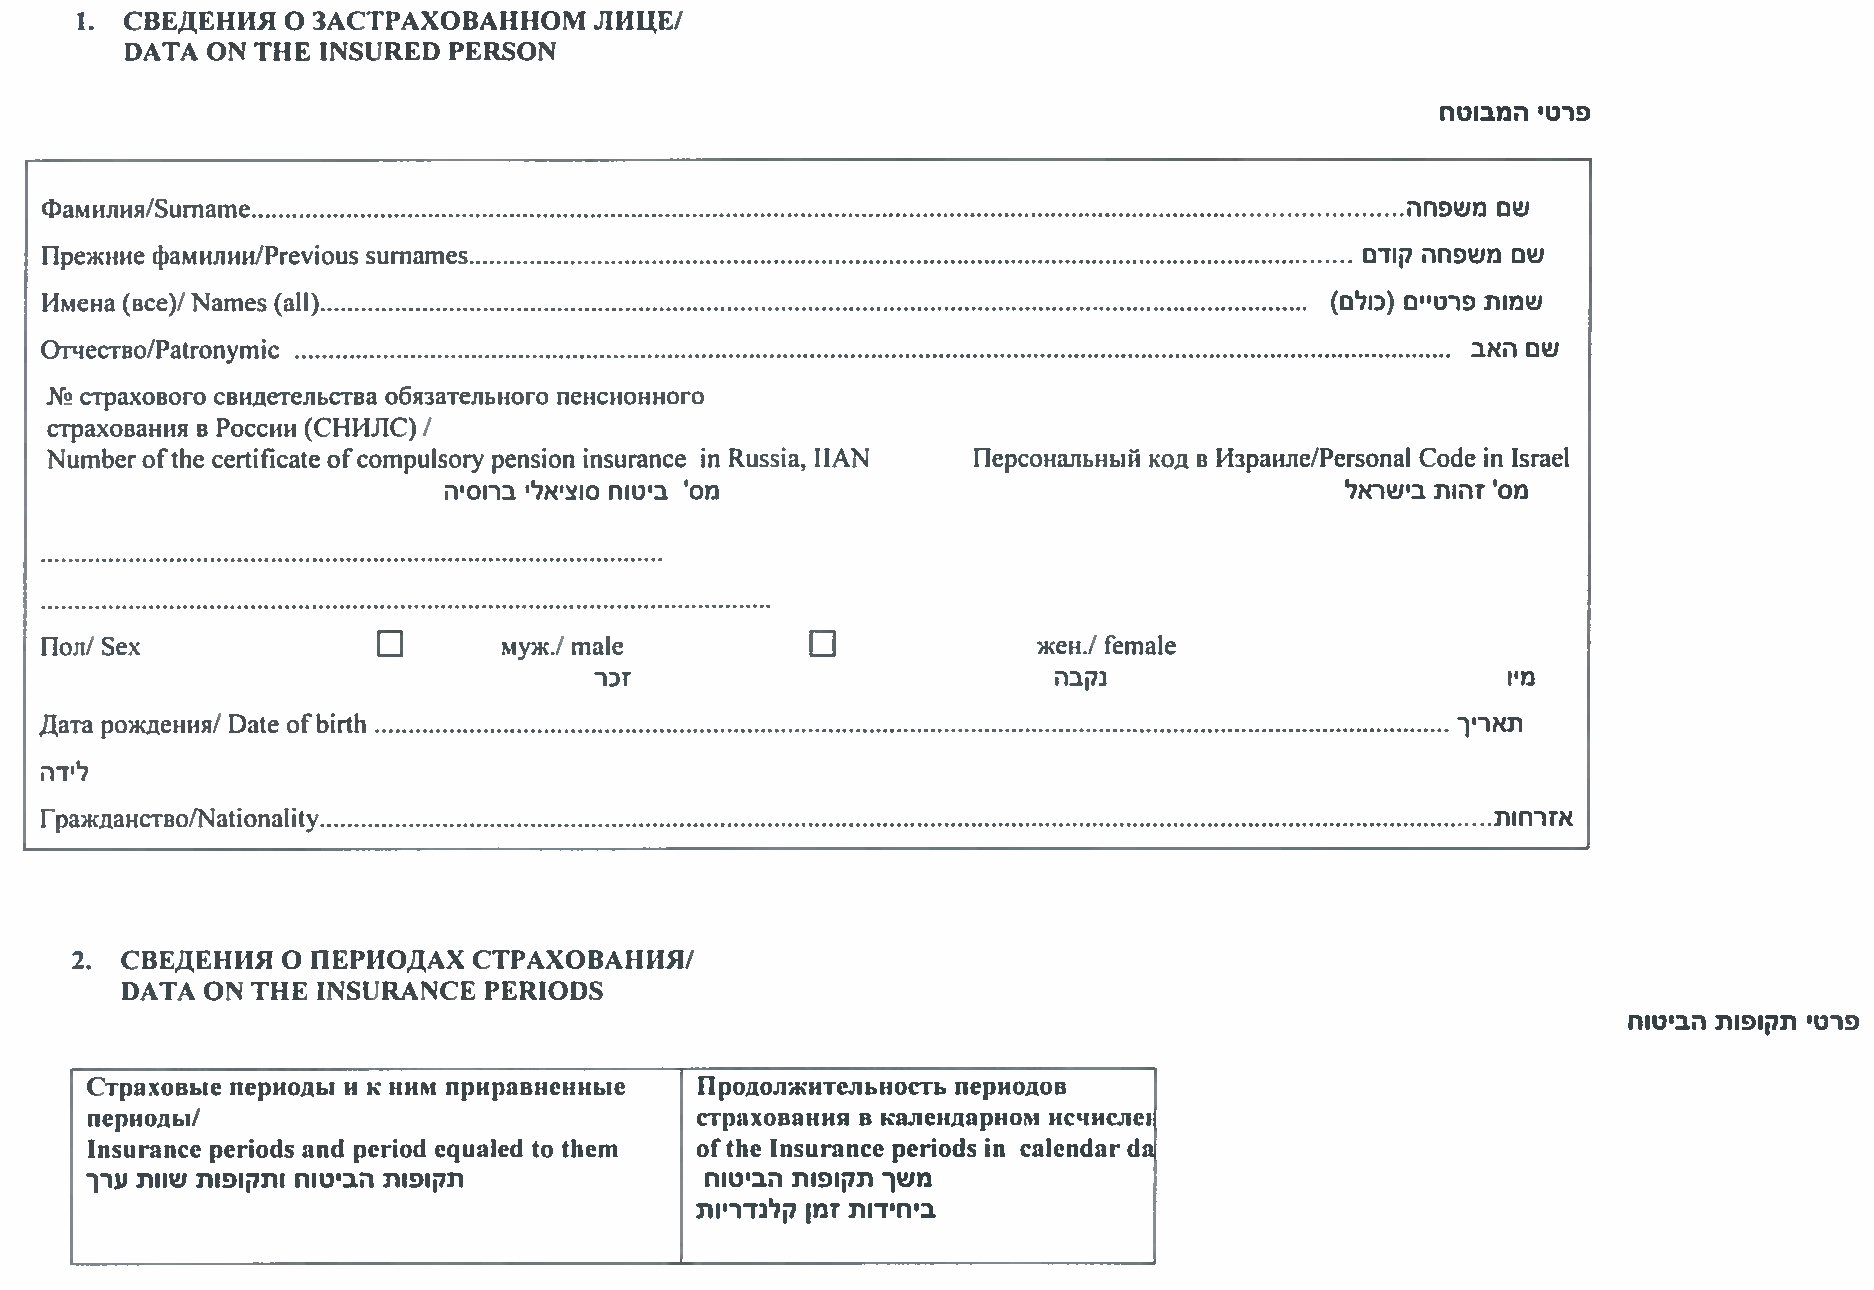 1. СВЕДЕНИЯ О ЗАСТРАХОВАННОМ ЛИЦЕ/
DATA ON THE INSURED PERSON
פרטי המבוטח
Фамилия/Surname.....שם משפחה
Прежние фамилии/Previous surnames..... שם משפחה קודם
Имена (все)/ Names (all)..... שמות פרטיים (כולם)
Отчество/Patronymic ..... שם האב
№ страхового свидетельства обязательного пенсионного
страхования в России (СНИЛС) /
Number of the certificate of compulsory pension insurance in Russia, IIAN Персональный код в Израиле/Personal Code in Israel
מס' ביטוח סוציאלי ברוסיה מס' זהות בישראל
Пол/ Sex ☐ муж./ male ☐ жен./ female
זכר נקבה מין
Дата рождения/ Date of birth ..... תאריך
לידה
Гражданство/Nationality.....אזרחות
2. СВЕДЕНИЯ О ПЕРИОДАХ СТРАХОВАНИЯ/
DATA ON THE INSURANCE PERIODS
פרטי תקופות הביטוח
Страховые периоды и к ним приравненные
периоды/
Insurance periods and period equaled to them
תקופות הביטוח ותקופות שוות ערך
Продолжительность периодов
страхования в календарном исчислен
of the Insurance periods in calendar da
משך תקופות הביטוח
ביחידות זמן קלנדריות